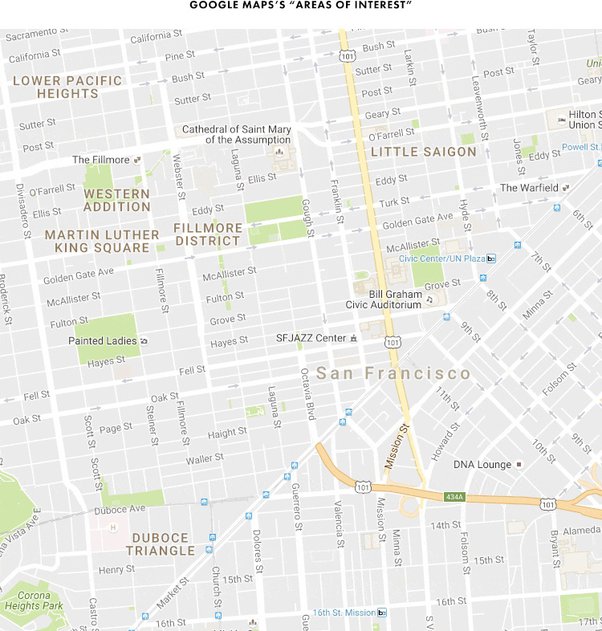 GOOGLE MAPS'S “AREAS OF INTEREST”
Sacramento St
California St
California St
Pine St
Bush St
101
Larkin St
Taylor St
Sutter St
Post St
LOWER PACIFIC
HEIGHTS
Bush St
Sutter St
Leavenworth St
Geary St
Sutter St
Post St
Cathedral of Saint Mary
of the Assumption
O'Farrell St
Jones St
Hilton S
Union S
The Fillmore
Webster St
Laguna St
LITTLE SAIGON
Powell St.
Divisadero St
O'Farrell St
Ellis St
Franklin St
Eddy St
The Warfield
WESTERN
ADDITION
Ellis St
Eddy St
Gough St
Turk St
Hyde St
6th St
MARTIN LUTHER
KING SQUARE
FILLMORE
DISTRICT
Golden Gate Ave
McAllister St
7th St
Civic Center/UN Plaza
Broderick St
Golden Gate Ave
Fillmore St
McAllister St
Grove St
8th St
Minna St
McAllister St
Fulton St
Bill Graham
Civic Auditorium
Fulton St
Grove St
9th St
Painted Ladies
Hayes St
SFJAZZ Center
101
Hayes St
Fell St
San Francisco
Folsom St
Oak St
Laguna St
Octavia Blvd
11th St
Oak St
Page St
Steiner St
Fillmore St
Scott St
Haight St
Mission St
Howard St
10th St
9th St
Waller St
DNA Lounge
Scott St
101
434A
101
Duboce Ave
Guerrero St
Valencia St
Mission St
Minna St
14th St
Folsom St
Bryant St
Alameda
na Vista Ave E
H
DUBOCE
TRIANGLE
Dolores St
Henry St
15th St
15th St
Corona
Heights Park
Castro St
Market St
Church St
15th St
16th St
16th St. Mission
17th St